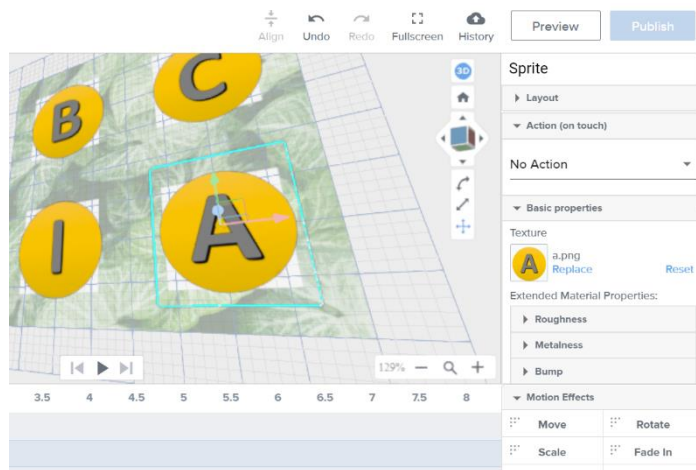 Align Undo Redo Fullscreen History Preview Publish
Sprite
3D
Layout
Action (on touch)
No Action
Basic properties
Texture
A
a.png
Replace Reset
Extended Material Properties:
Roughness
Metalness
Bump
Motion Effects
Move Rotate
Scale Fade In
C
B
A
I
129%
3.5 4 4.5 5 5.5 6 6.5 7 7.5 8